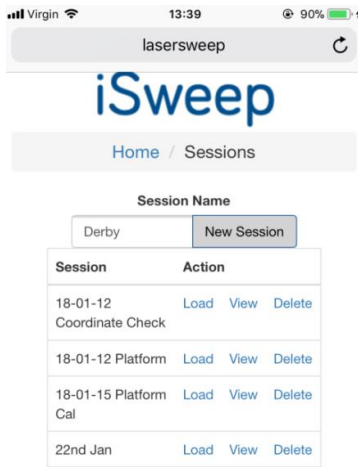 Virgin 13:39 90%
lasersweep
iSweep
Home / Sessions
Session Name
Derby New Session
Session Action
18-01-12
Coordinate Check Load View Delete
18-01-12 Platform Load View Delete
18-01-15 Platform
Cal Load View Delete
22nd Jan Load View Delete